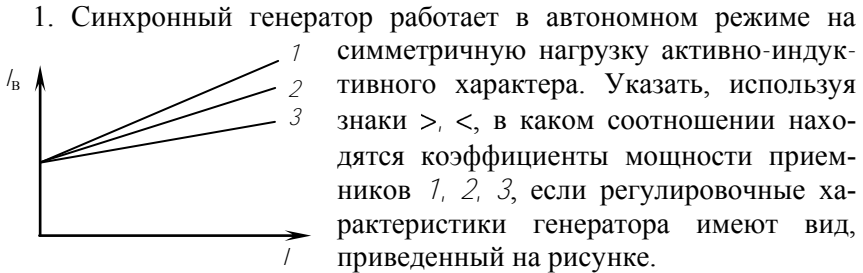 1. Синхронный генератор работает в автономном режиме на
симметричную нагрузку активно-индук-
тивного характера. Указать, используя
знаки >, <, в каком соотношении нахо-
дятся коэффициенты мощности прием-
ников 1, 2, 3, если регулировочные ха-
рактеристики генератора имеют вид,
приведенный на рисунке.
Iв
1
2
3
I